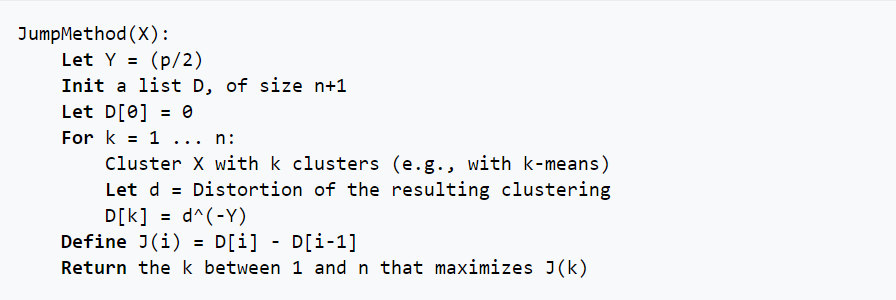 JumpMethod(X):
    Let Y = (p/2)
    Init a list D, of size n+1
    Let D[0] = 0
    For k = 1 ... n:
        Cluster X with k clusters (e.g., with k-means)
        Let d = Distortion of the resulting clustering
        D[k] = d^(-Y)
    Define J(i) = D[i] - D[i-1]
    Return the k between 1 and n that maximizes J(k)